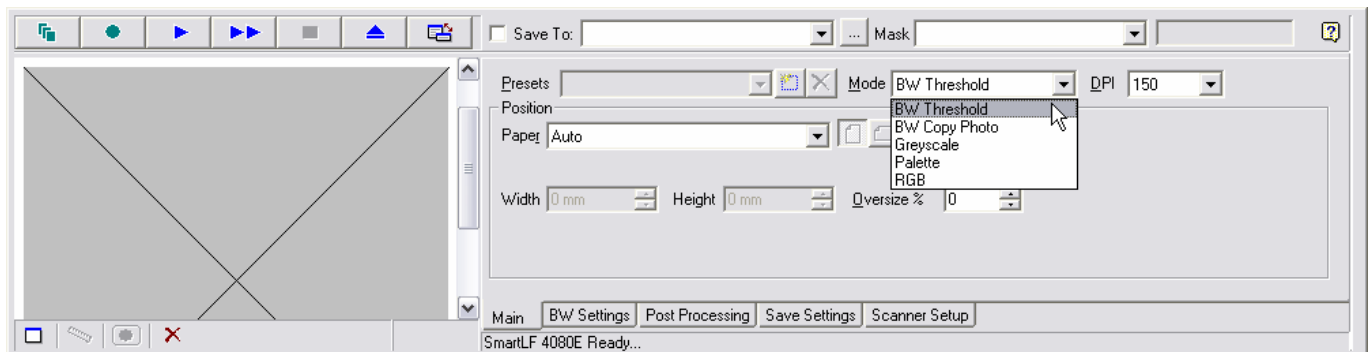 Save To: ... Mask
Presets Mode BW Threshold DPI 150
Position BW Threshold
Paper Auto BW Copy Photo
Greyscale
Palette
RGB
Width 0 mm Height 0 mm Oversize % 0
Main BW Settings Post Processing Save Settings Scanner Setup
SmartLF 4080E Ready...